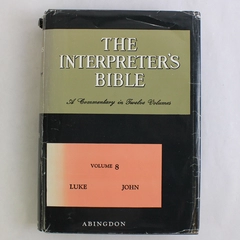 THE
INTERPRETER'S
BIBLE
A Commentary in Twelve Volumes
VOLUME 8
LUKE JOHN
ABINGDON